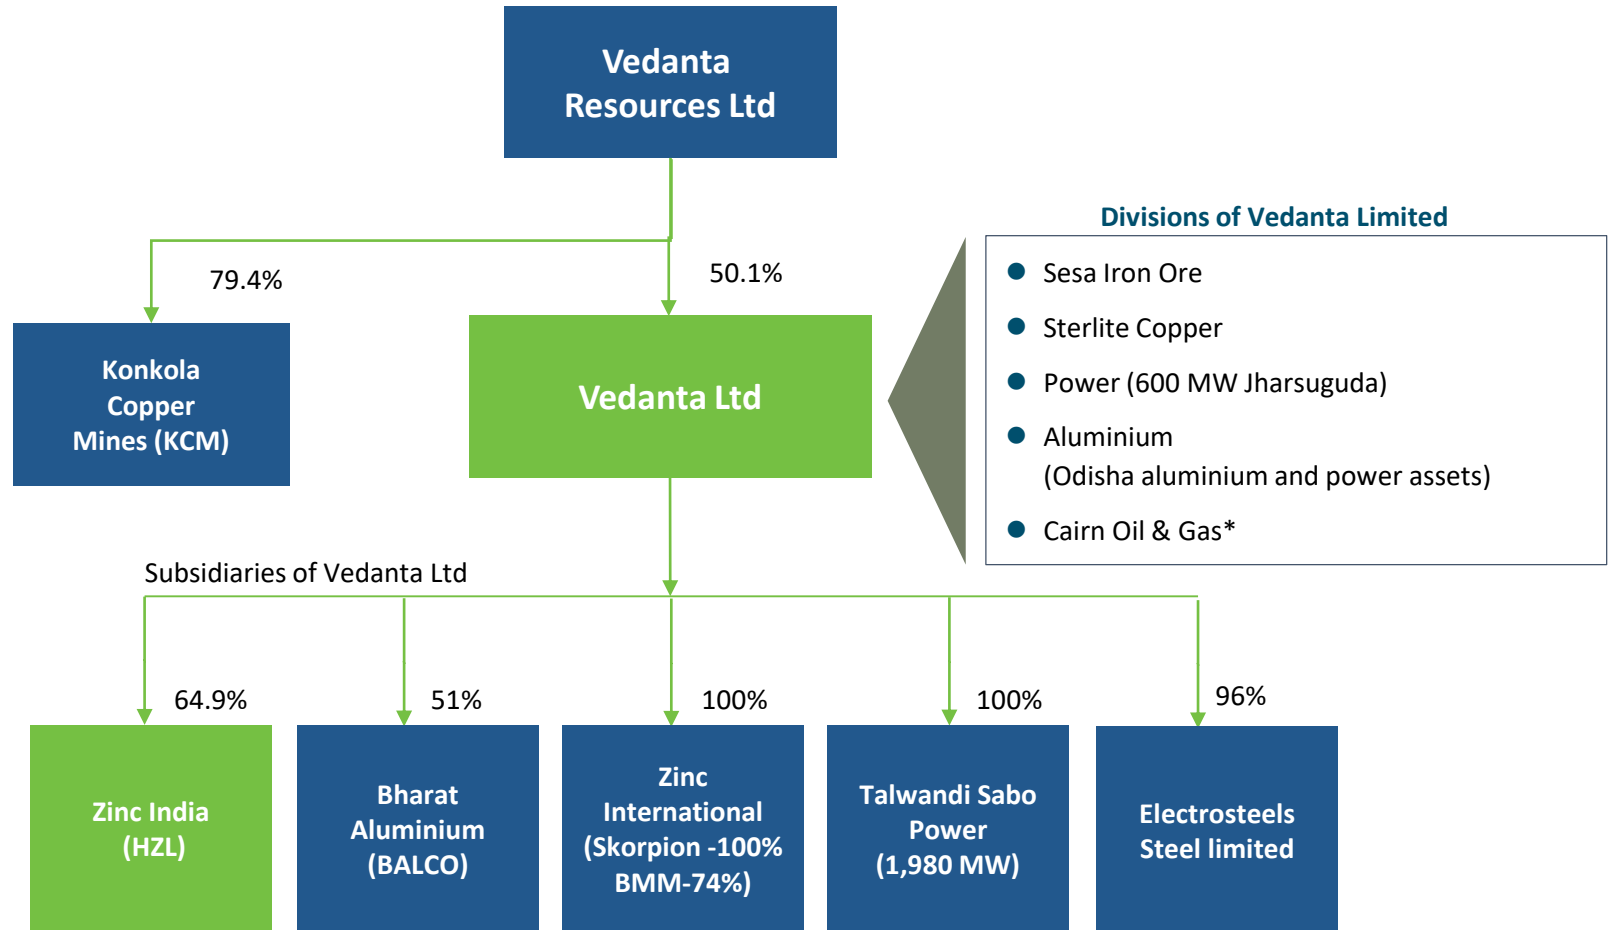 Vedanta
Resources Ltd
Divisions of Vedanta Limited
79.4%
50.1%
Sesa Iron Ore
Sterlite Copper
Power (600 MW Jharsuguda)
Aluminium
(Odisha aluminium and power assets)
Cairn Oil & Gas*
Konkola
Copper
Mines (KCM)
Vedanta Ltd
Subsidiaries of Vedanta Ltd
64.9%
51%
100%
100%
96%
Zinc India
(HZL)
Bharat
Aluminium
(BALCO)
Zinc
International
(Skorpion -100%
BMM-74%)
Talwandi Sabo
Power
(1,980 MW)
Electrosteels
Steel limited